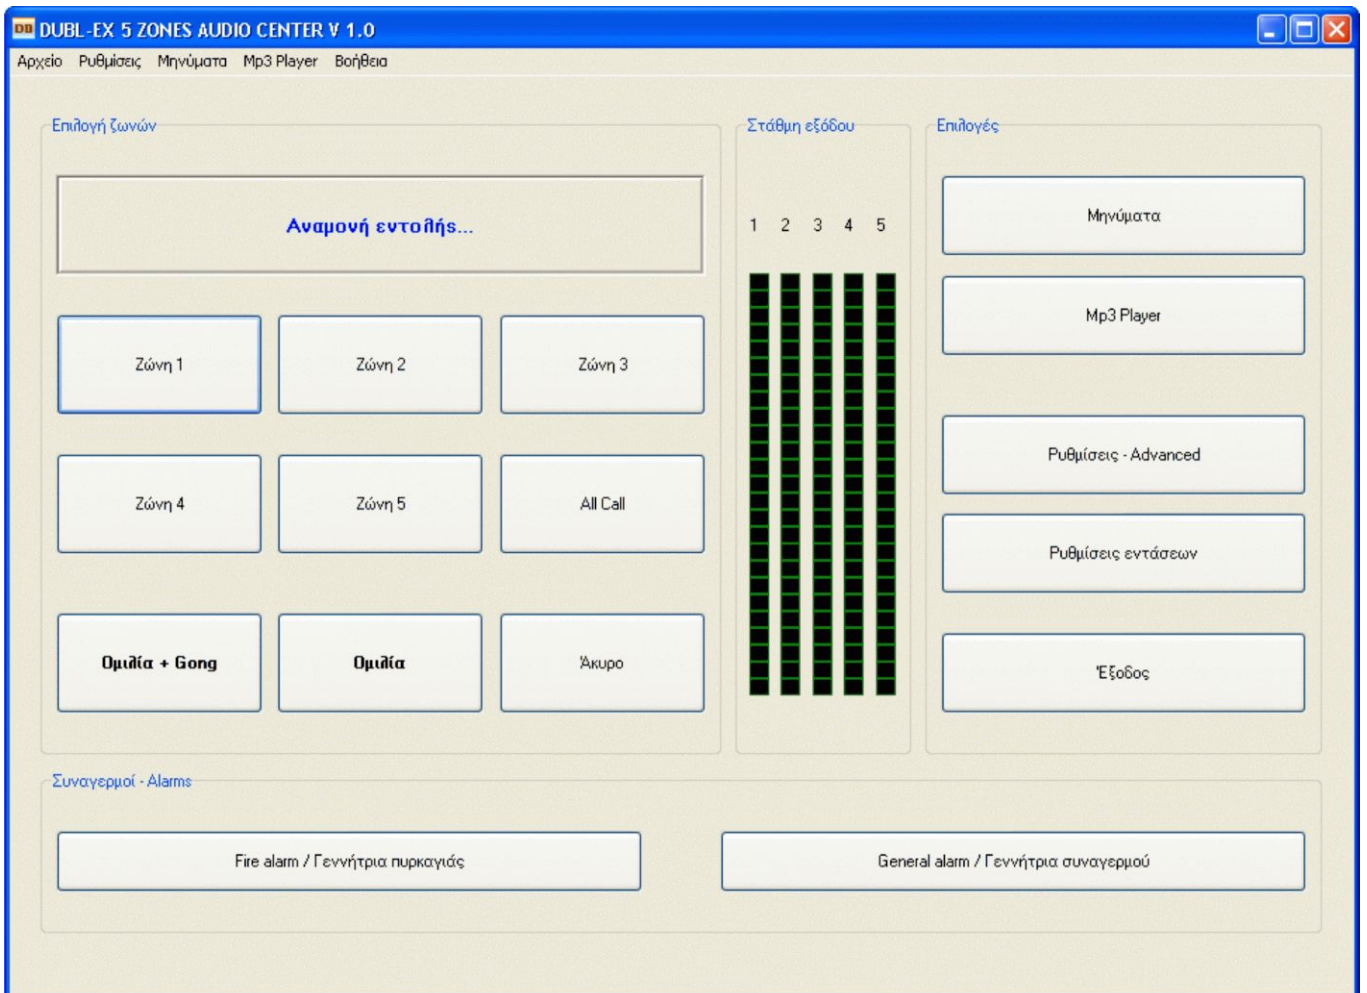 DB DUBL-EX 5 ZONES AUDIO CENTER V 1.0
Αρχείο Ρυθμίσεις Μηνύματα Mp3 Player Βοήθεια
Επιλογή ζωνών
Αναμονή εντολής...
Ζώνη 1 Ζώνη 2 Ζώνη 3
Ζώνη 4 Ζώνη 5 All Call
Ομιλία + Gong Ομιλία Άκυρο
Στάθμη εξόδου
1 2 3 4 5
Επιλογές
Μηνύματα
Mp3 Player
Ρυθμίσεις - Advanced
Ρυθμίσεις εντάσεων
Έξοδος
Συναγερμοί - Alarms
Fire alarm / Γεννήτρια πυρκαγιάς General alarm / Γεννήτρια συναγερμού